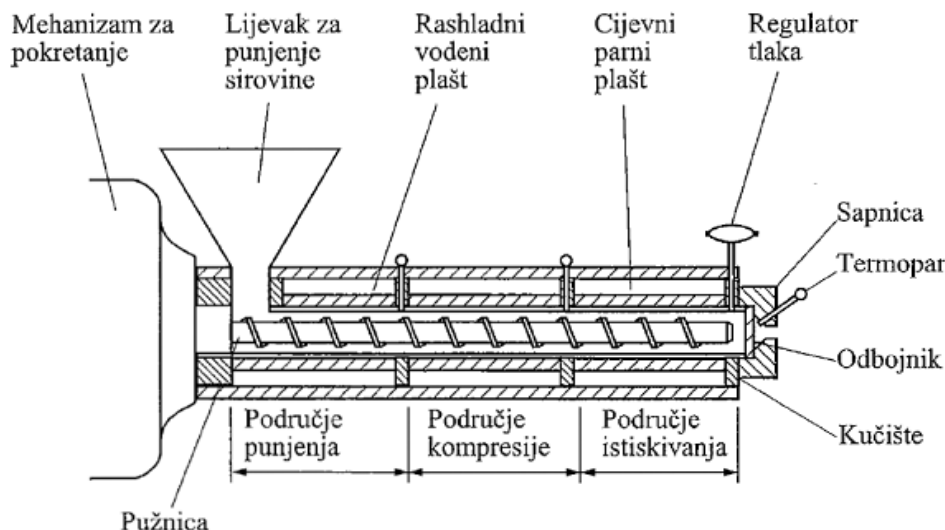 Mehanizam za
pokretanje
Lijevak za
punjenje
sirovine
Rashladni
vodeni
plašt
Cijevni
parni
plašt
Regulator
tlaka
Sapnica
Termopar
Odbojnik
Kučište
Područje
punjenja
Područje
kompresije
Područje
istiskivanja
Pužnica